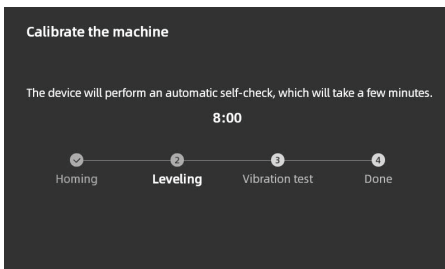 Calibrate the machine
The device will perform an automatic self-check, which will take a few minutes.
8:00
2 3 4
Homing Leveling Vibration test Done